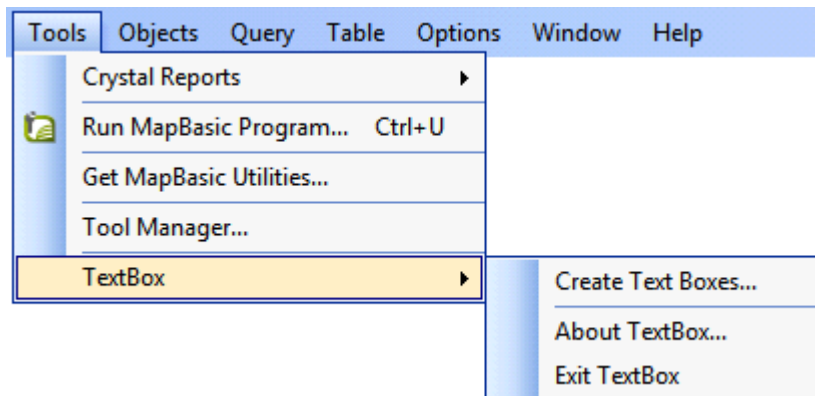 Tools Objects Query Table Options Window Help
Crystal Reports
Run MapBasic Program... Ctrl+U
Get MapBasic Utilities...
Tool Manager...
TextBox
Create Text Boxes...
About TextBox...
Exit TextBox